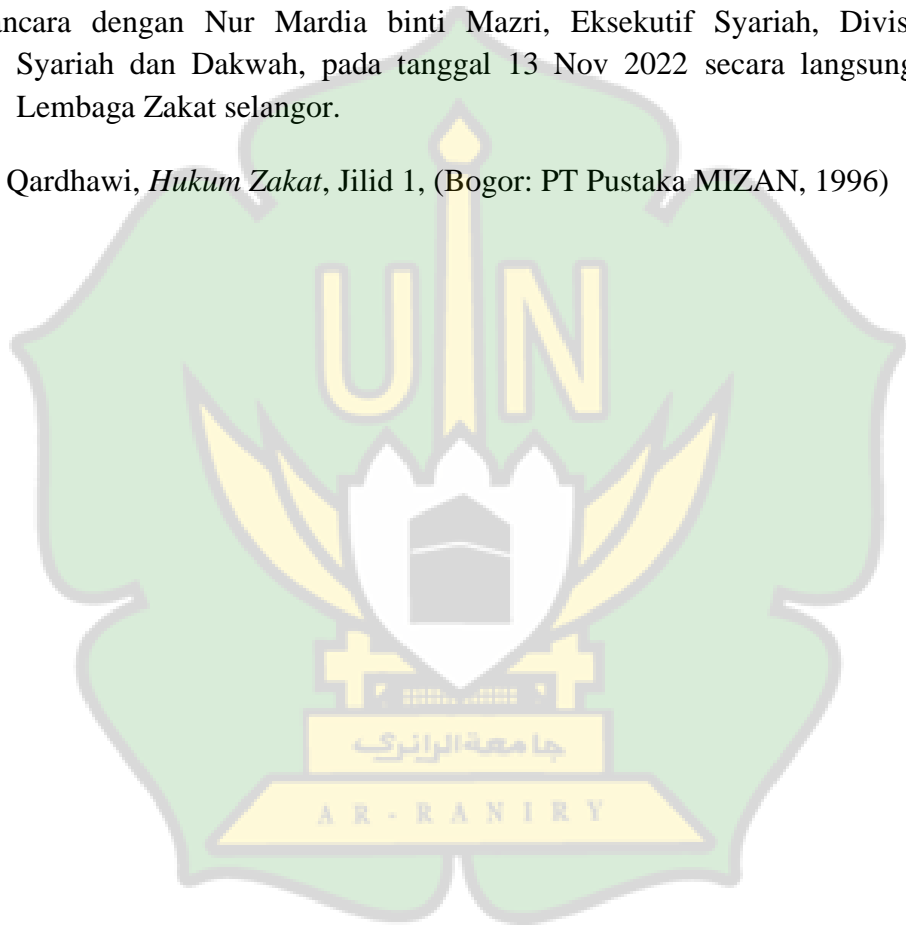 ancara dengan Nur Mardia binti Mazri, Eksekutif Syariah, Divis
Syariah dan Dakwah, pada tanggal 13 Nov 2022 secara langsung
Lembaga Zakat selangor.
Qardhawi, Hukum Zakat, Jilid 1, (Bogor: PT Pustaka MIZAN, 1996)
UIN
جامعة الرانري
AR-RANIRY